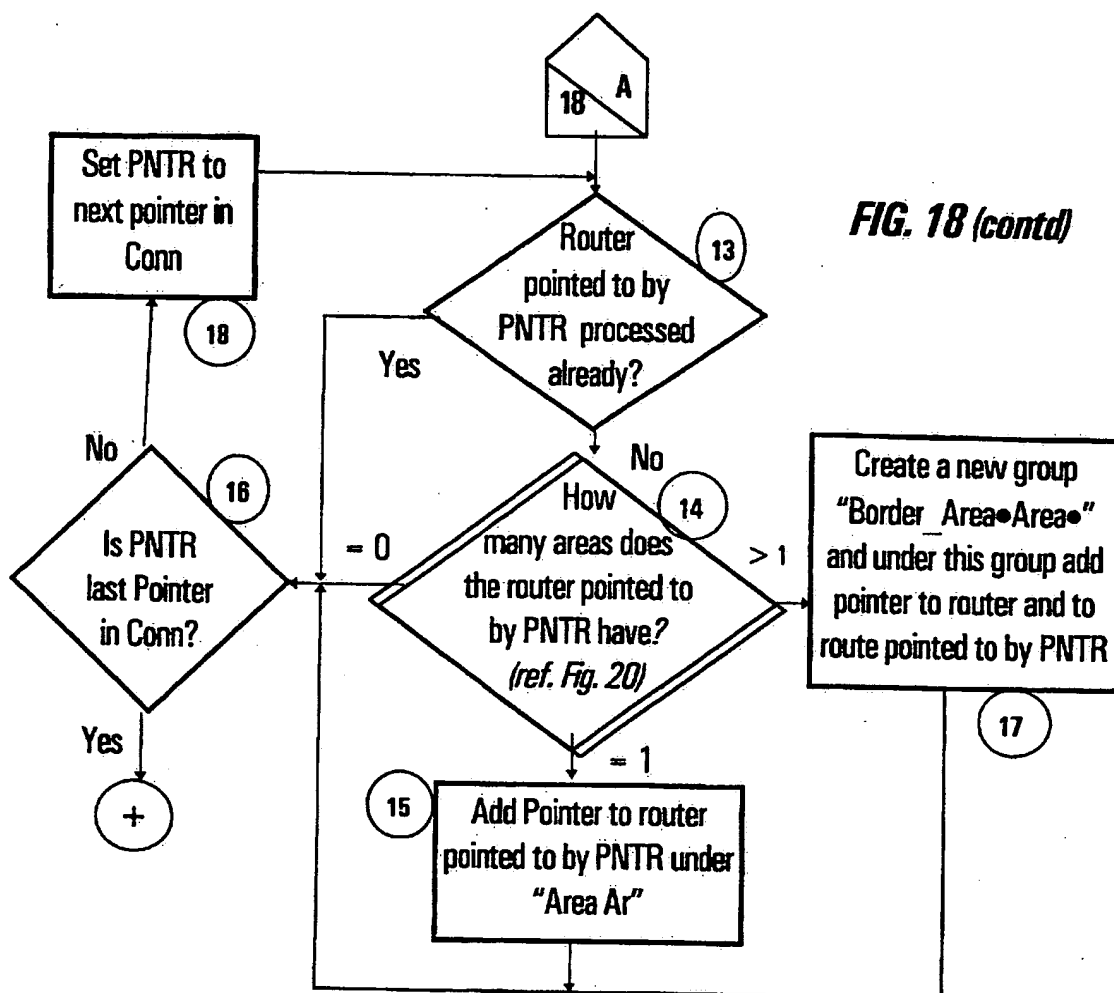 18 A
Set PNTR to
next pointer in
Conn
18
FIG. 18 (contd)
Router
pointed to by
PNTR processed
already?
13
Yes
No
No
How
many areas does
the router pointed to
by PNTR have?
(ref. Fig. 20)
14
= 0
> 1
= 1
Is PNTR
last Pointer
in Conn?
16
Yes
+
Create a new group
"Border_Area•Area•"
and under this group add
pointer to router and to
route pointed to by PNTR
17
15
Add Pointer to router
pointed to by PNTR under
"Area Ar"